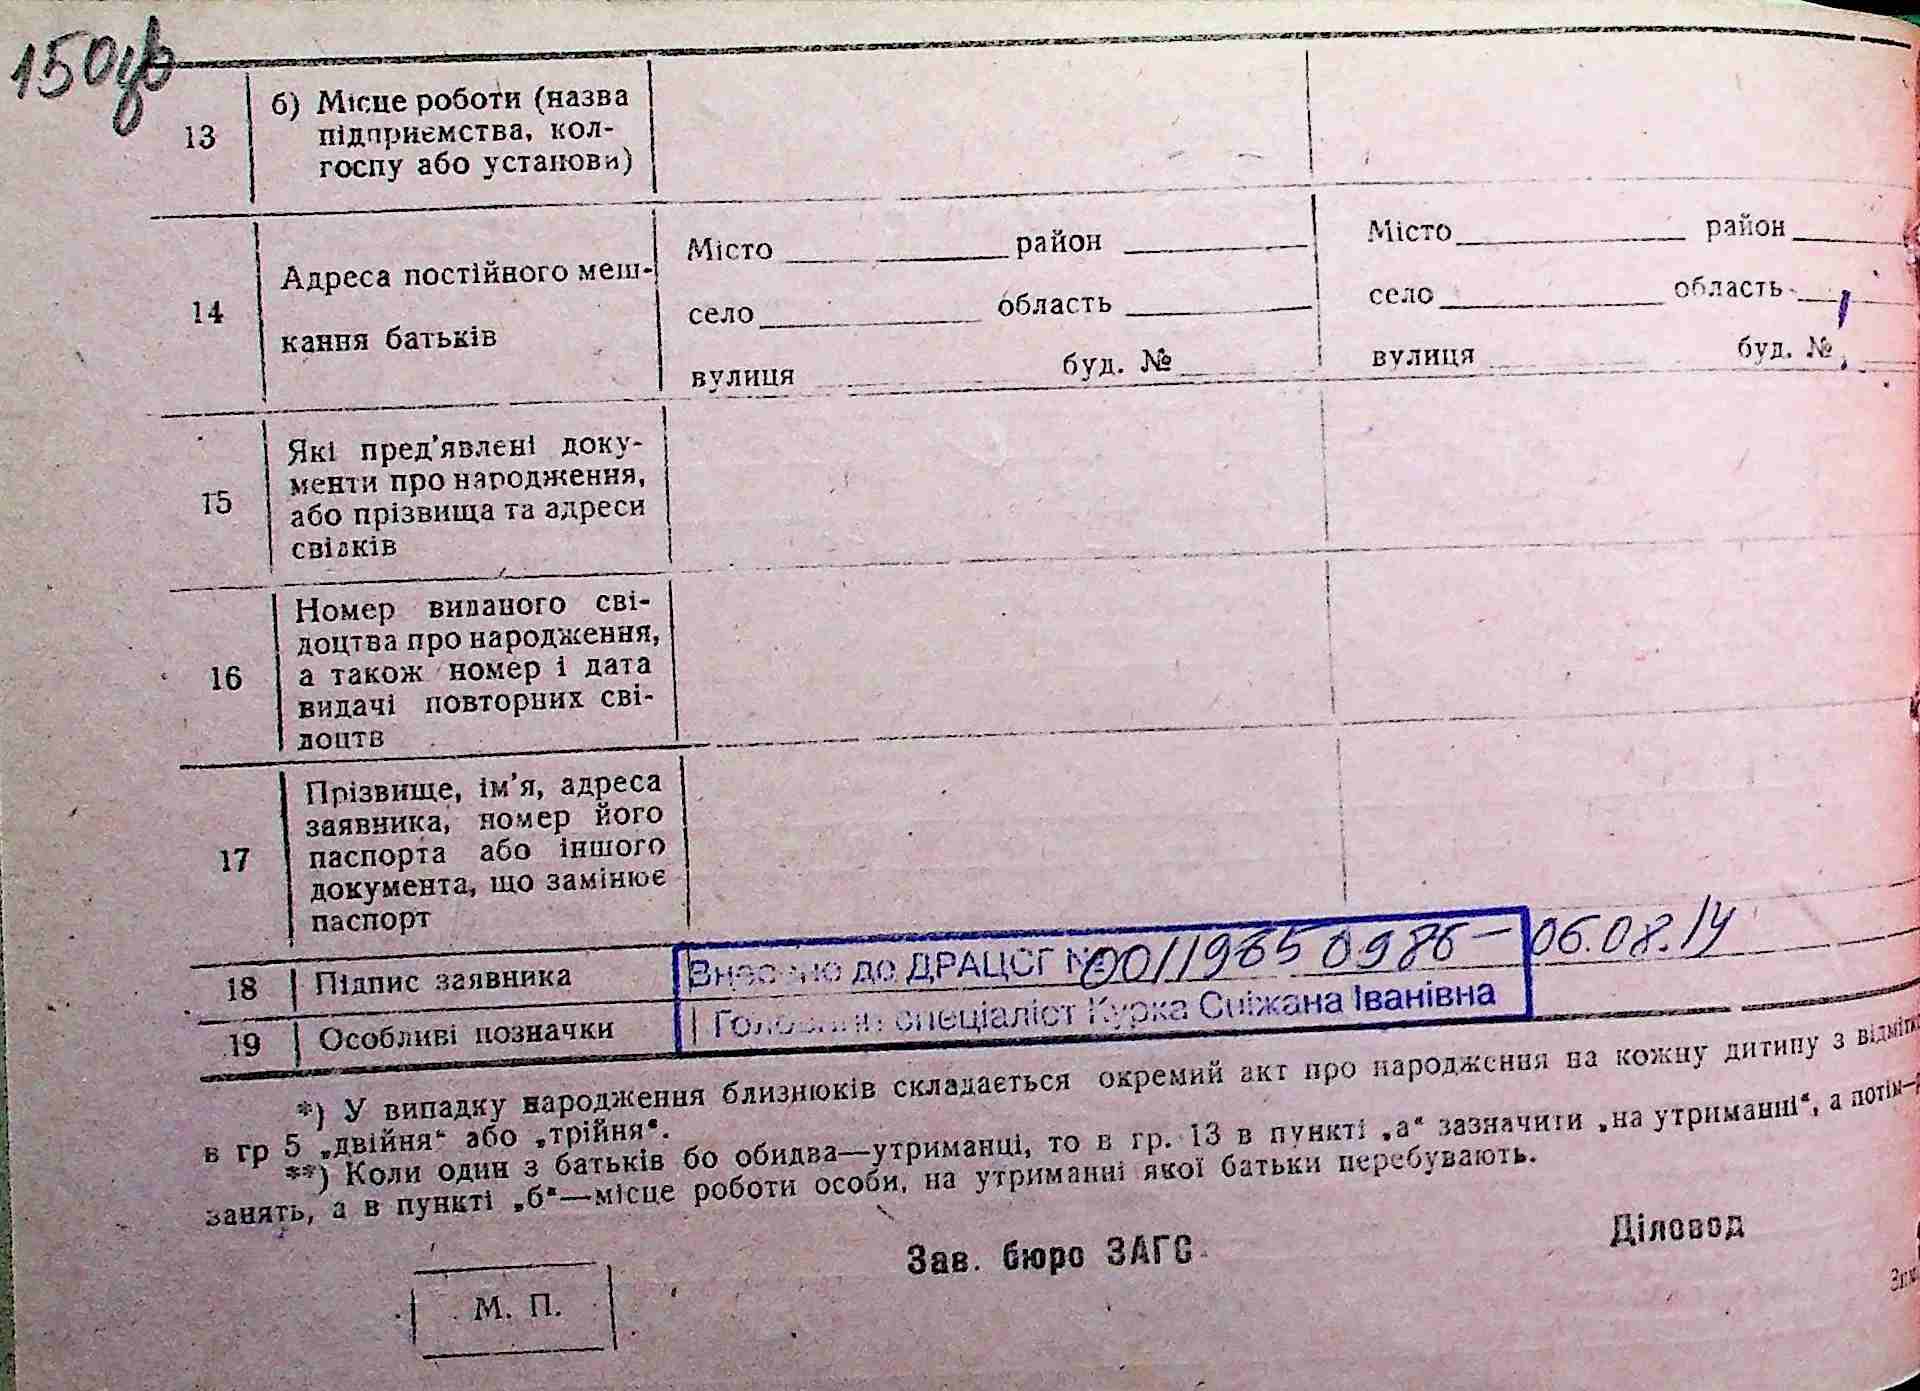 150зв
13
б) Місце роботи (назва
підприємства, кол-
госпу або установи)
14
Адреса постійного меш-
кання батьків
Місто район
село область
вулиця буд. №
Місто район
село область
вулиця буд. №
15
Які пред'явлені доку-
менти про народження,
або прізвища та адреси
свідків
16
Номер виданого сві-
доцтва про народження,
а також номер і дата
видачі повторних сві-
доцтв
17
Прізвище, ім'я, адреса
заявника, номер його
паспорта або іншого
документа, що замінює
паспорт
18 Підпис заявника
Внесено до ДРАЦСГ № 00119650986 — 06.08.14
19 Особливі позначки
Головний спеціаліст Курка Сніжана Іванівна
*) У випадку народження близнюків складається окремий акт про народження на кожну дитину з
в гр 5 „двійня“ або „трійня“.
**) Коли один з батьків бо обидва—утриманці, то в гр. 13 в пункті „а“ зазначити „на утриманні“, а потім—
занять, а в пункті „б“—місце роботи особи, на утриманні якої батьки перебувають.
Зав. бюро ЗАГС
Діловод
М. П.